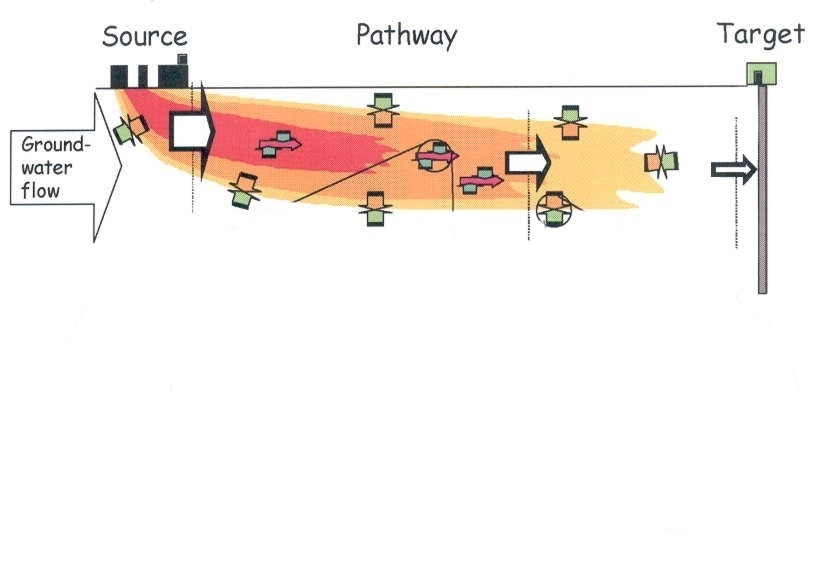 Source
Pathway
Target
Ground-
water
flow